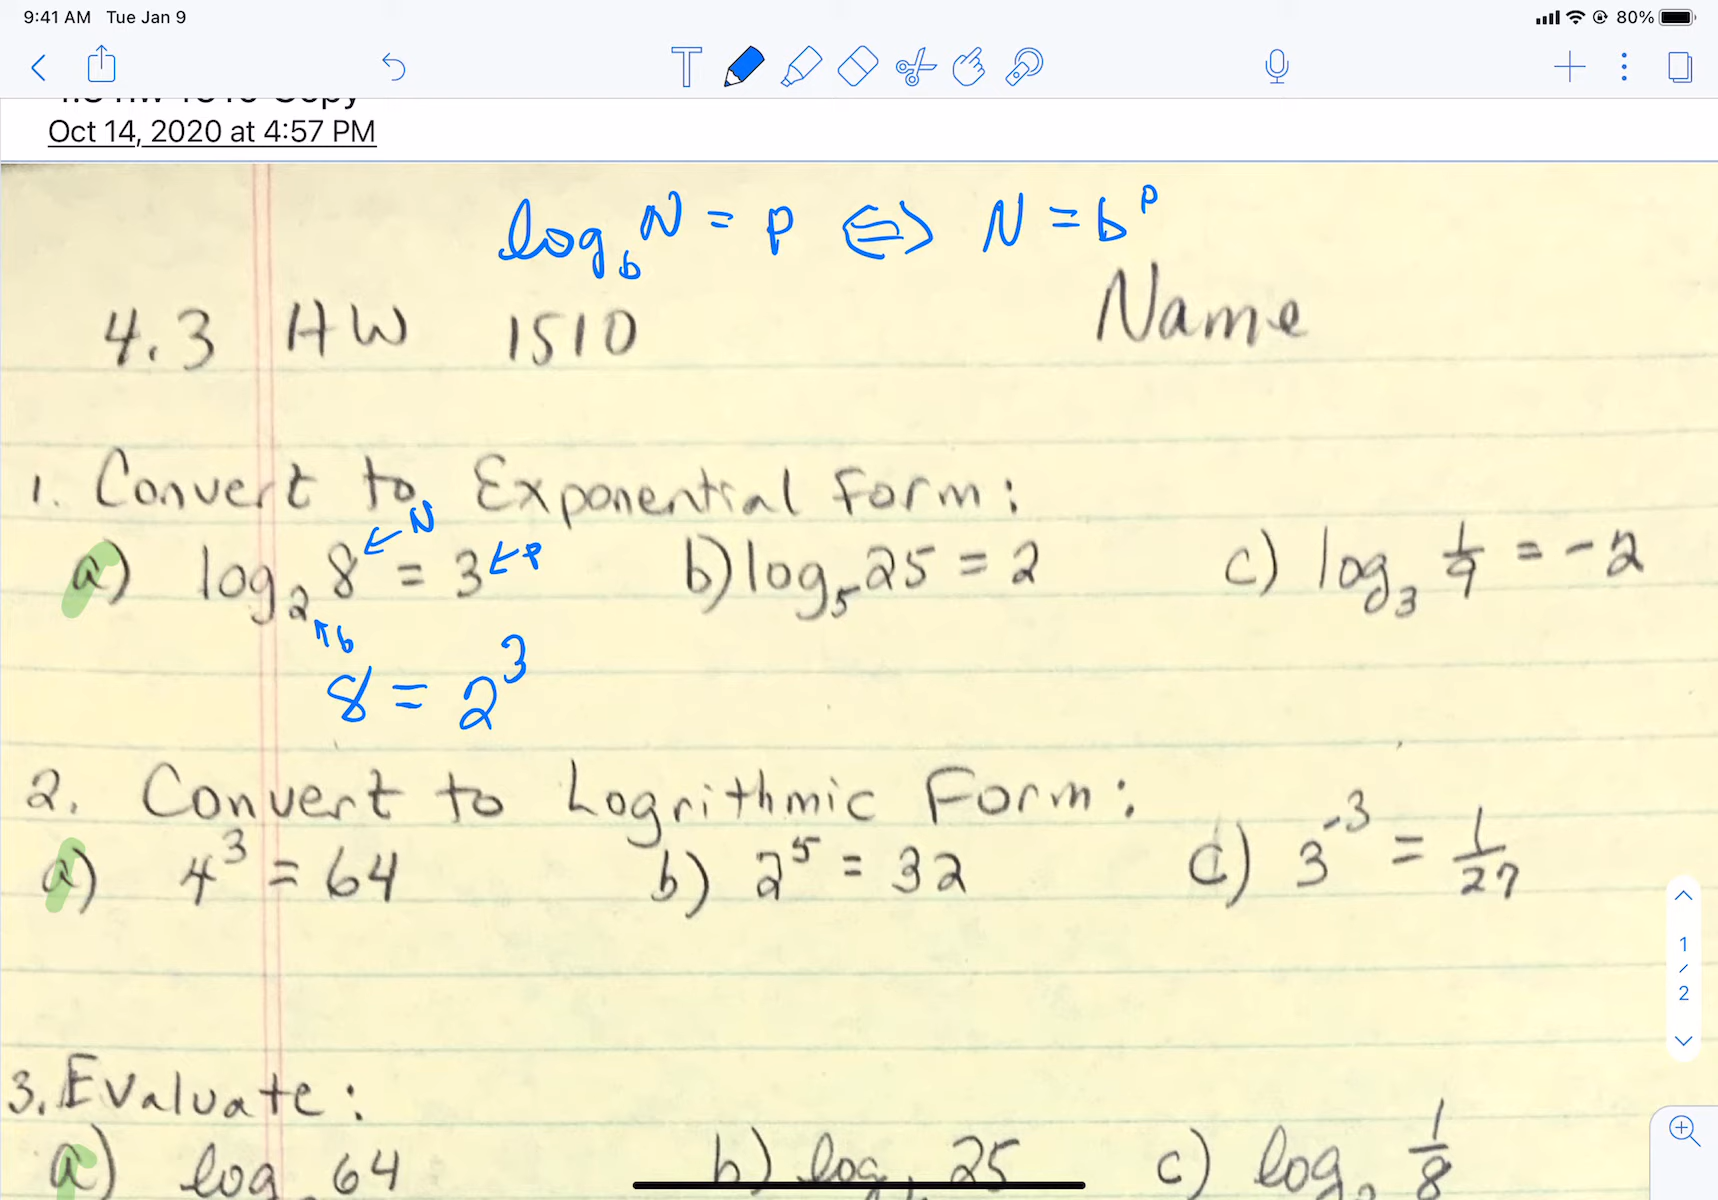 9:41 AM Tue Jan 9 80%
T
Oct 14, 2020 at 4:57 PM
log_b N = p ⇔ N = b^p
4.3 HW 1510 Name
1. Convert to Exponential Form:
a) log_2 8 ← N = 3 ← p b) log_5 25 = 2 c) log_3 1/9 = -2
↑ b
8 = 2^3
2. Convert to Logrithmic Form:
a) 4^3 = 64 b) 2^5 = 32 c) 3^-3 = 1/27
1 / 2
3. Evaluate:
a) log 64 b) log 25 c) log 1/8